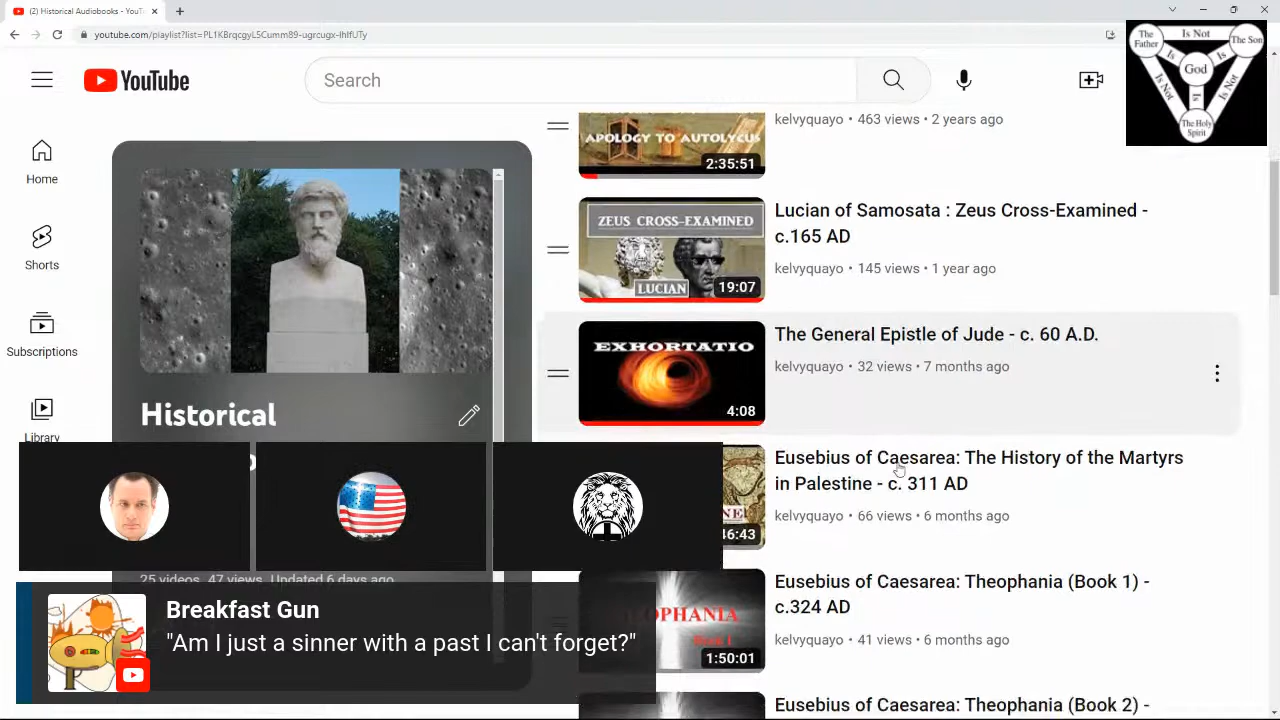 (2) Historical Audiobooks - YouT
youtube.com/playlist?list=PL1KBrqcgyL5Cumm89-ugrcugx-IhIfUTy
YouTube
Search
The Father
Is Not
The Son
Is
Is
God
Is Not
Is
Is Not
The Holy Spirit
Home
Shorts
Subscriptions
Library
Historical
25 videos 47 views Updated 6 days ago
APOLOGY TO AUTOLYCUS
2:35:51
kelvyquayo • 463 views • 2 years ago
ZEUS CROSS-EXAMINED
LUCIAN
19:07
Lucian of Samosata : Zeus Cross-Examined -
c.165 AD
kelvyquayo • 145 views • 1 year ago
EXHORTATIO
4:08
The General Epistle of Jude - c. 60 A.D.
kelvyquayo • 32 views • 7 months ago
46:43
Eusebius of Caesarea: The History of the Martyrs
in Palestine - c. 311 AD
kelvyquayo • 66 views • 6 months ago
OPHANIA
1:50:01
Eusebius of Caesarea: Theophania (Book 1) -
c.324 AD
kelvyquayo • 41 views • 6 months ago
Eusebius of Caesarea: Theophania (Book 2) -
Breakfast Gun
"Am I just a sinner with a past I can't forget?"